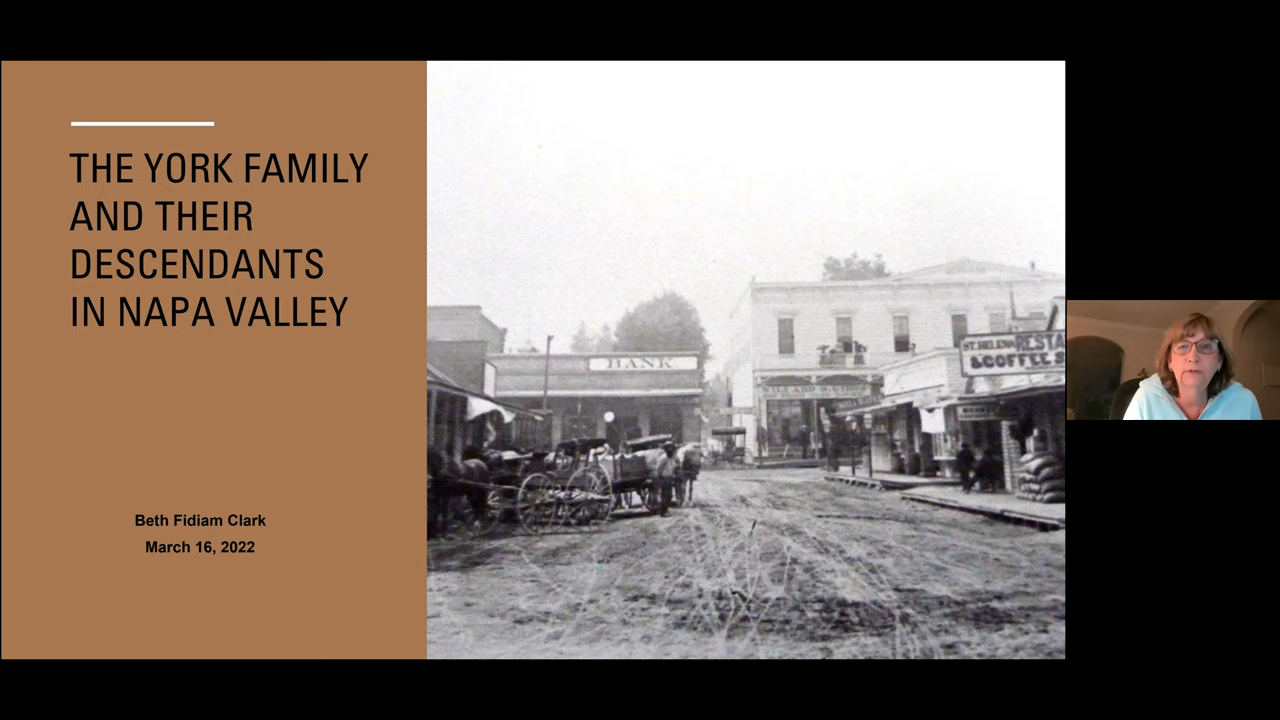 THE YORK FAMILY
AND THEIR
DESCENDANTS
IN NAPA VALLEY
Beth Fidiam Clark
March 16, 2022
BANK
ST. HELENA RESTA
& COFFEE S